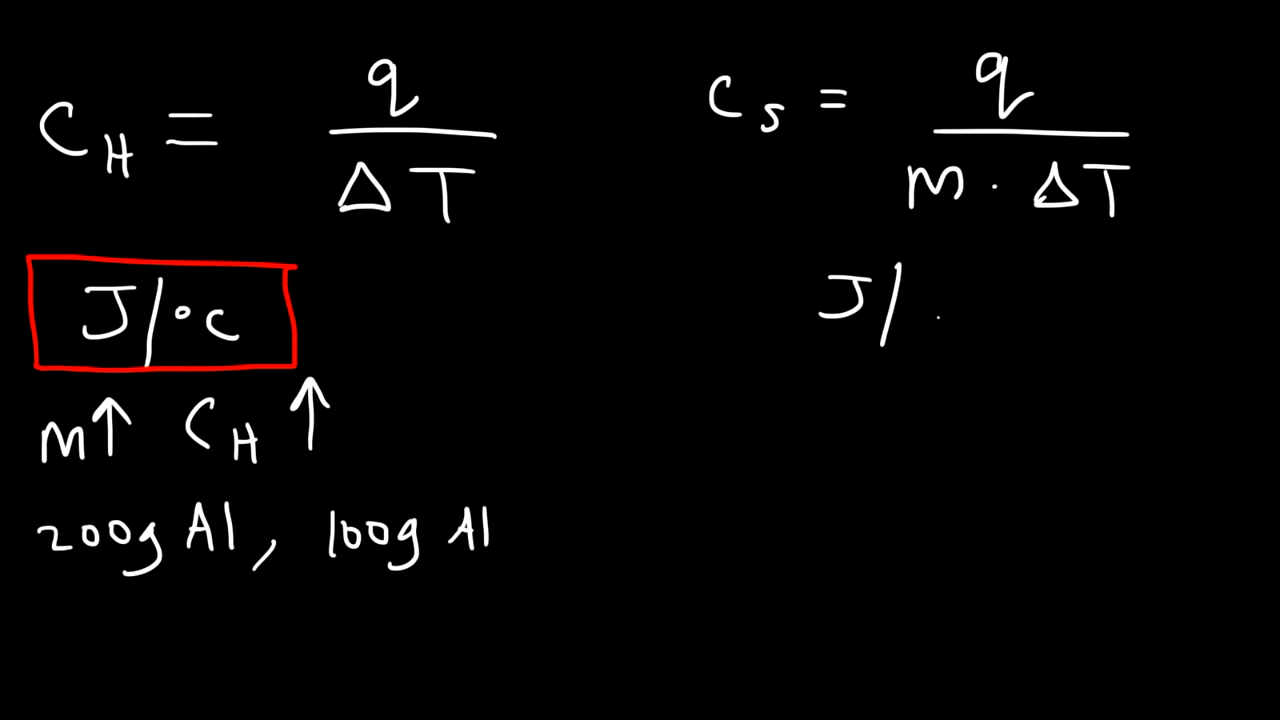 C_H = q / ΔT
C_s = q / m · ΔT
J/°C
J/ .
M↑ C_H ↑
200g Al, 100g Al